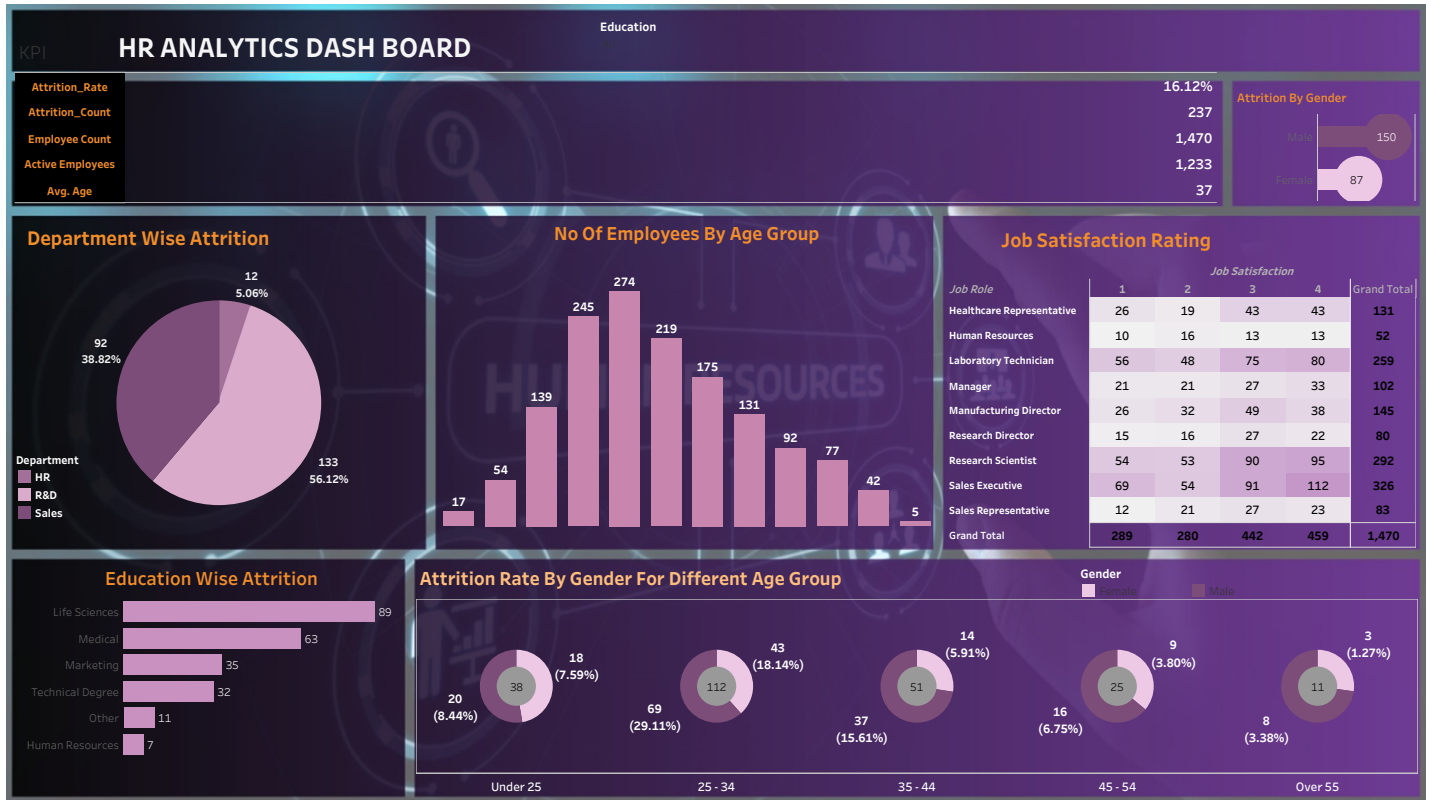 Education
KPI
HR ANALYTICS DASH BOARD
Attrition_Rate 16.12%
Attrition_Count 237
Employee Count 1,470
Active Employees 1,233
Avg. Age 37
Attrition By Gender
Male 150
Female 87
Department Wise Attrition
12
5.06%
92
38.82%
133
56.12%
Department
HR
R&D
Sales
No Of Employees By Age Group
17 54 139 245 274 219 175 131 92 77 42 5
HUMAN RESOURCES
Job Satisfaction Rating
Job Satisfaction
Job Role 1 2 3 4 Grand Total
Healthcare Representative 26 19 43 43 131
Human Resources 10 16 13 13 52
Laboratory Technician 56 48 75 80 259
Manager 21 21 27 33 102
Manufacturing Director 26 32 49 38 145
Research Director 15 16 27 22 80
Research Scientist 54 53 90 95 292
Sales Executive 69 54 91 112 326
Sales Representative 12 21 27 23 83
Grand Total 289 280 442 459 1,470
Education Wise Attrition
Life Sciences 89
Medical 63
Marketing 35
Technical Degree 32
Other 11
Human Resources 7
Attrition Rate By Gender For Different Age Group
Gender
Female Male
38
18
(7.59%)
20
(8.44%)
112
43
(18.14%)
69
(29.11%)
51
14
(5.91%)
37
(15.61%)
25
9
(3.80%)
16
(6.75%)
11
3
(1.27%)
8
(3.38%)
Under 25 25 - 34 35 - 44 45 - 54 Over 55